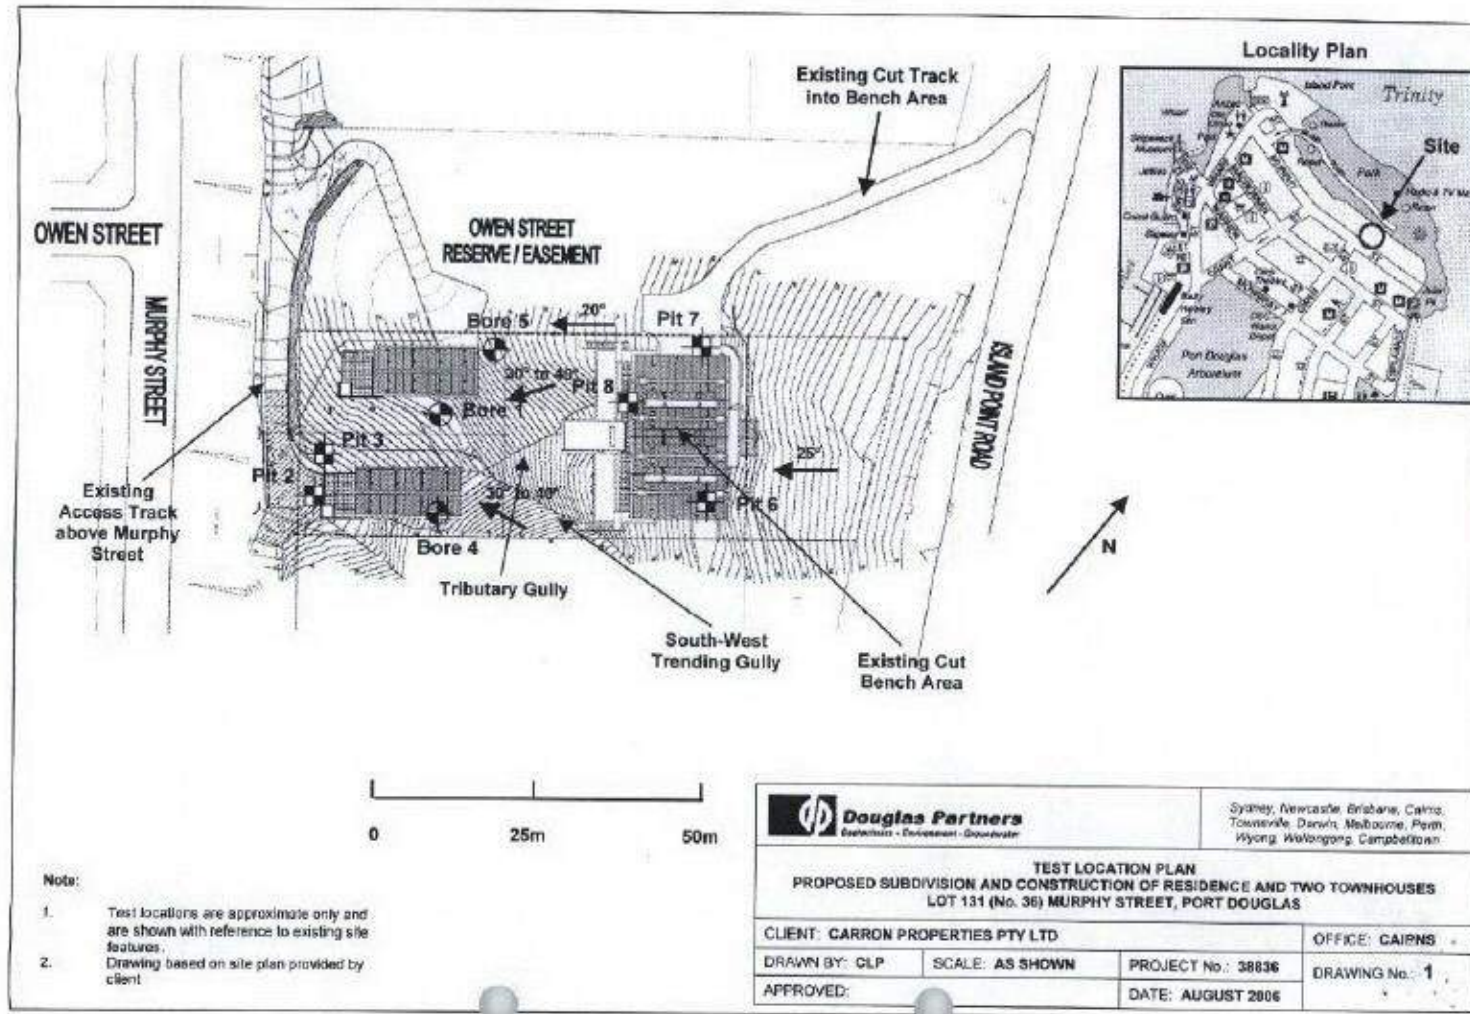 Locality Plan
Existing Cut Track
into Bench Area
Island Point
Trinity
Site
Park
Port Douglas
Arboretum
OWEN STREET
OWEN STREET
RESERVE / EASEMENT
MURPHY STREET
ISLAND POINT ROAD
20°
Bore 5
Pit 7
30° to 40°
Pit 8
Bore
Pit 3
Pit 2
25°
30° to 40°
Pit 6
Bore 4
Existing
Access Track
above Murphy
Street
Tributary Gully
South-West
Trending Gully
Existing Cut
Bench Area
N
0 25m 50m
Note:
1. Test locations are approximate only and
are shown with reference to existing site
features.
2. Drawing based on site plan provided by
client
Douglas Partners
Geotechnics - Environment - Groundwater
Sydney, Newcastle, Brisbane, Cairns,
Townsville, Darwin, Melbourne, Perth,
Wyong, Wollongong, Campbelltown
TEST LOCATION PLAN
PROPOSED SUBDIVISION AND CONSTRUCTION OF RESIDENCE AND TWO TOWNHOUSES
LOT 131 (No. 36) MURPHY STREET, PORT DOUGLAS
CLIENT: CARRON PROPERTIES PTY LTD
OFFICE: CAIRNS
DRAWN BY: CLP
SCALE: AS SHOWN
PROJECT No.: 38836
DRAWING No.: 1
APPROVED:
DATE: AUGUST 2006